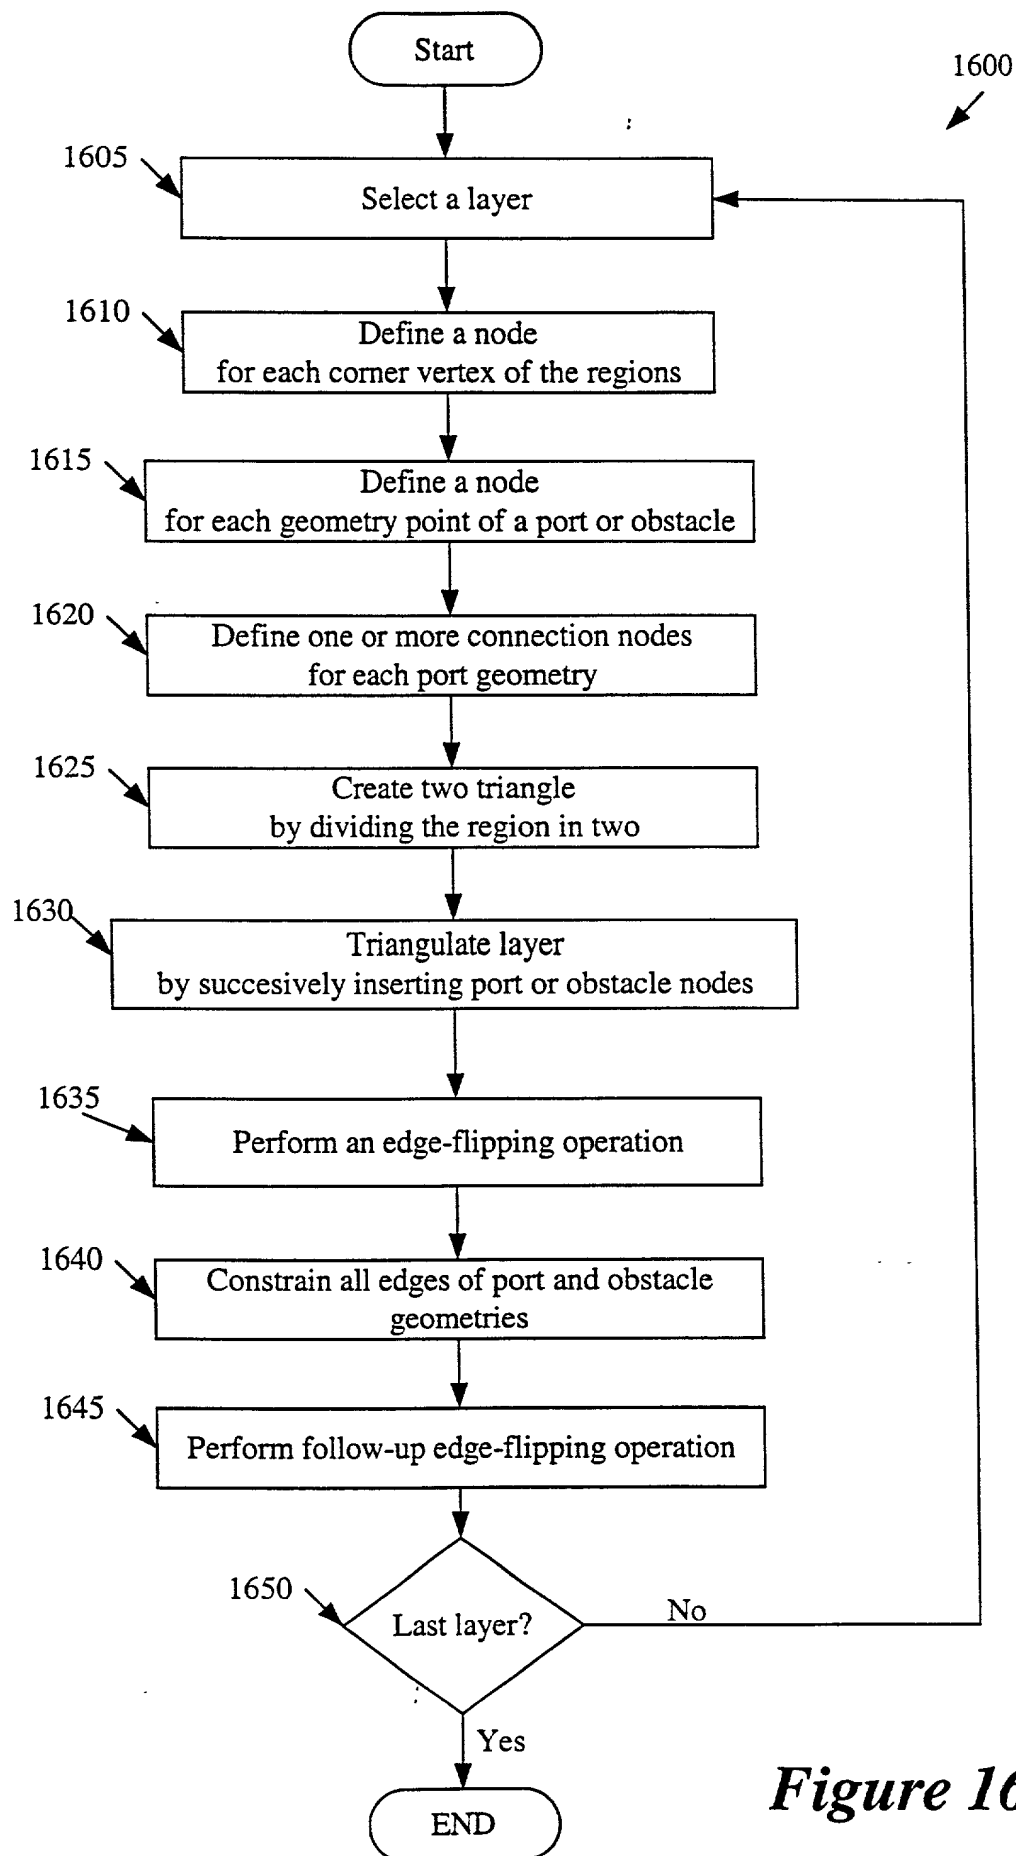 Start
1600
1605
Select a layer
1610
Define a node
for each corner vertex of the regions
1615
Define a node
for each geometry point of a port or obstacle
1620
Define one or more connection nodes
for each port geometry
1625
Create two triangle
by dividing the region in two
1630
Triangulate layer
by succesively inserting port or obstacle nodes
1635
Perform an edge-flipping operation
1640
Constrain all edges of port and obstacle
geometries
1645
Perform follow-up edge-flipping operation
1650
Last layer?
No
Yes
END
Figure 16